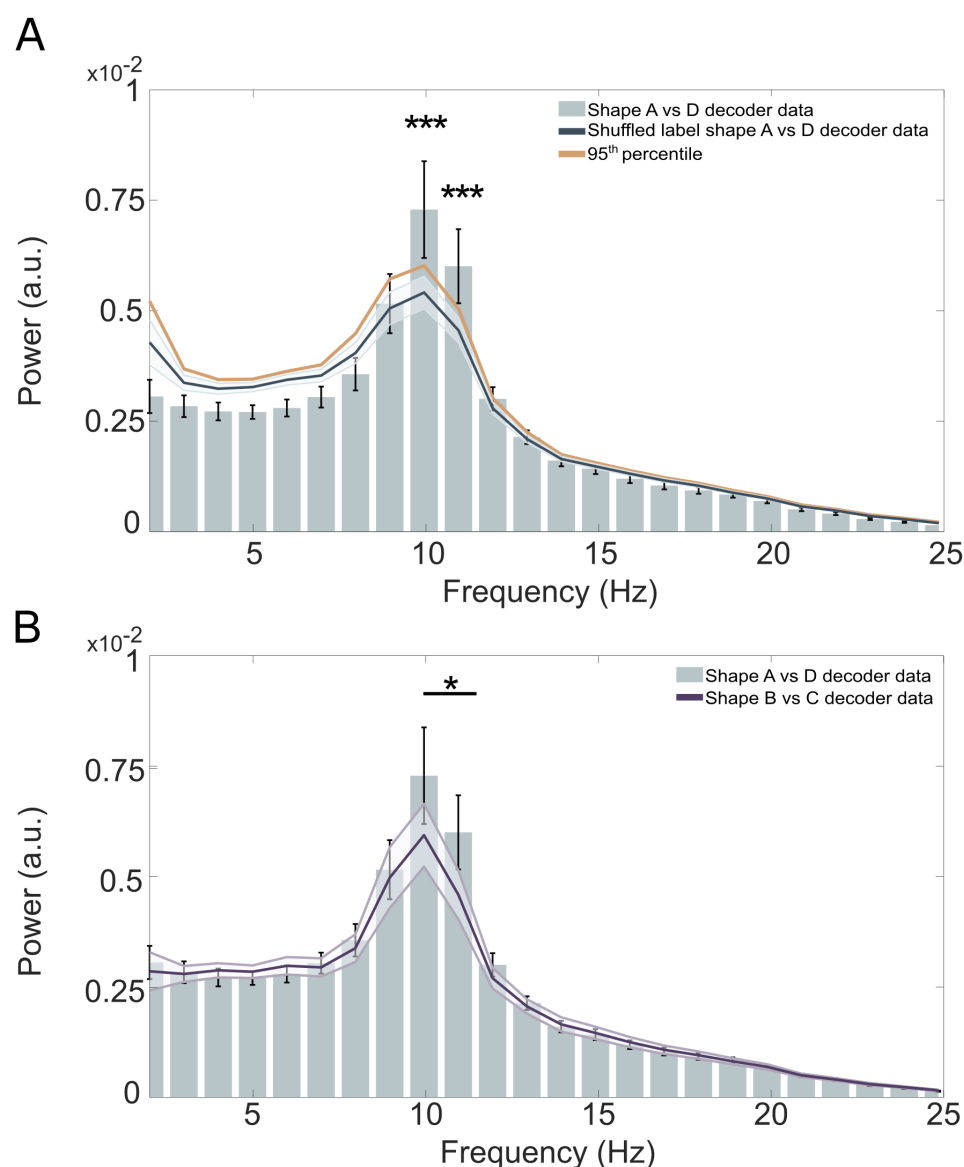 A
x10-2
1
Shape A vs D decoder data
Shuffled label shape A vs D decoder data
95th percentile
***
***
0.75
0.5
0.25
0
5
10
15
20
25
Power (a.u.)
Frequency (Hz)
B
x10-2
1
Shape A vs D decoder data
Shape B vs C decoder data
*
0.75
0.5
0.25
0
5
10
15
20
25
Power (a.u.)
Frequency (Hz)